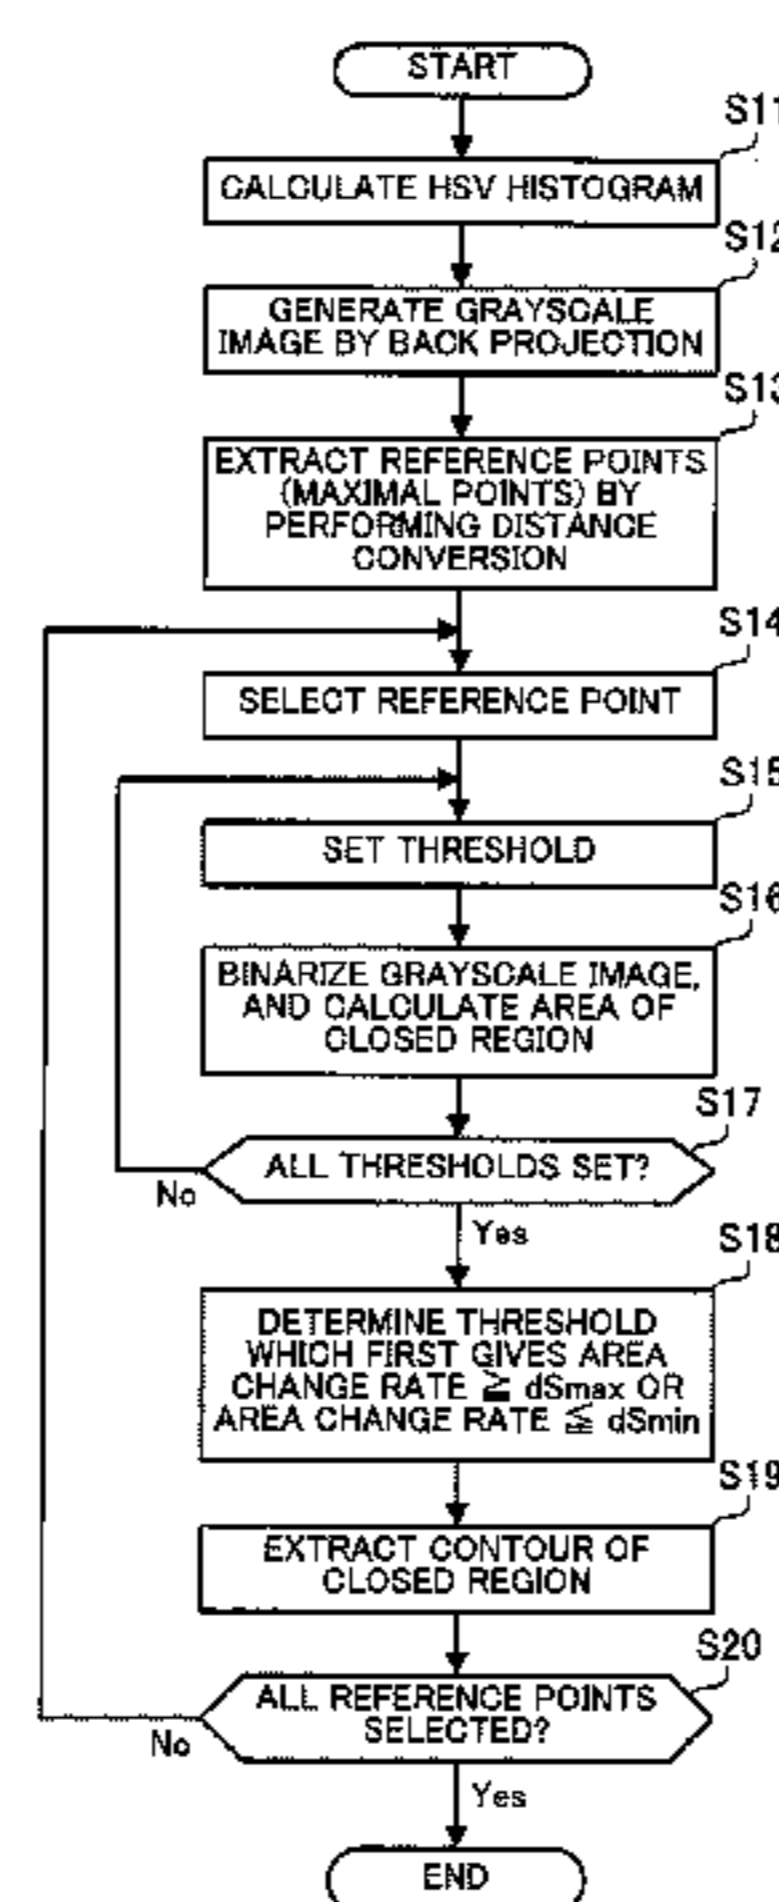 START
S11
CALCULATE HSV HISTOGRAM
S12
GENERATE GRAYSCALE
IMAGE BY BACK PROJECTION
S13
EXTRACT REFERENCE POINTS
(MAXIMAL POINTS) BY
PERFORMING DISTANCE
CONVERSION
S14
SELECT REFERENCE POINT
S15
SET THRESHOLD
S16
BINARIZE GRAYSCALE IMAGE,
AND CALCULATE AREA OF
CLOSED REGION
S17
ALL THRESHOLDS SET?
No
Yes
S18
DETERMINE THRESHOLD
WHICH FIRST GIVES AREA
CHANGE RATE ≧ dSmax OR
AREA CHANGE RATE ≦ dSmin
S19
EXTRACT CONTOUR OF
CLOSED REGION
S20
ALL REFERENCE POINTS
SELECTED?
No
Yes
END